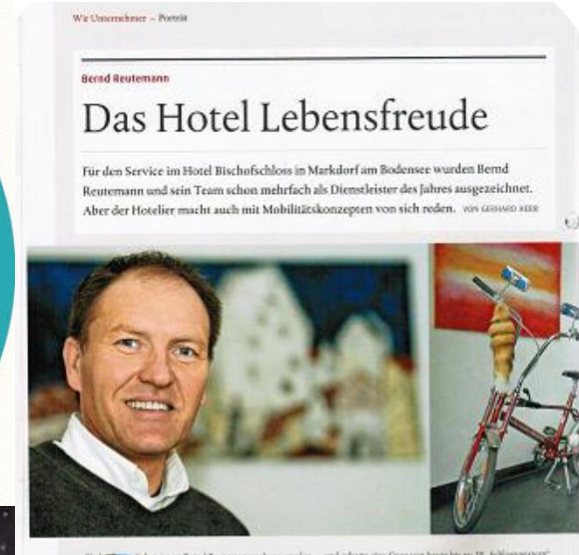 Wir Unternehmer – Porträt
Bernd Reutemann
Das Hotel Lebensfreude
Für den Service im Hotel Bischofschloss in Markdorf am Bodensee wurden Bernd
Reutemann und sein Team schon mehrfach als Dienstleister des Jahres ausgezeichnet.
Aber der Hotelier macht auch mit Mobilitätskonzepten von sich reden. VON GERHARD HERR